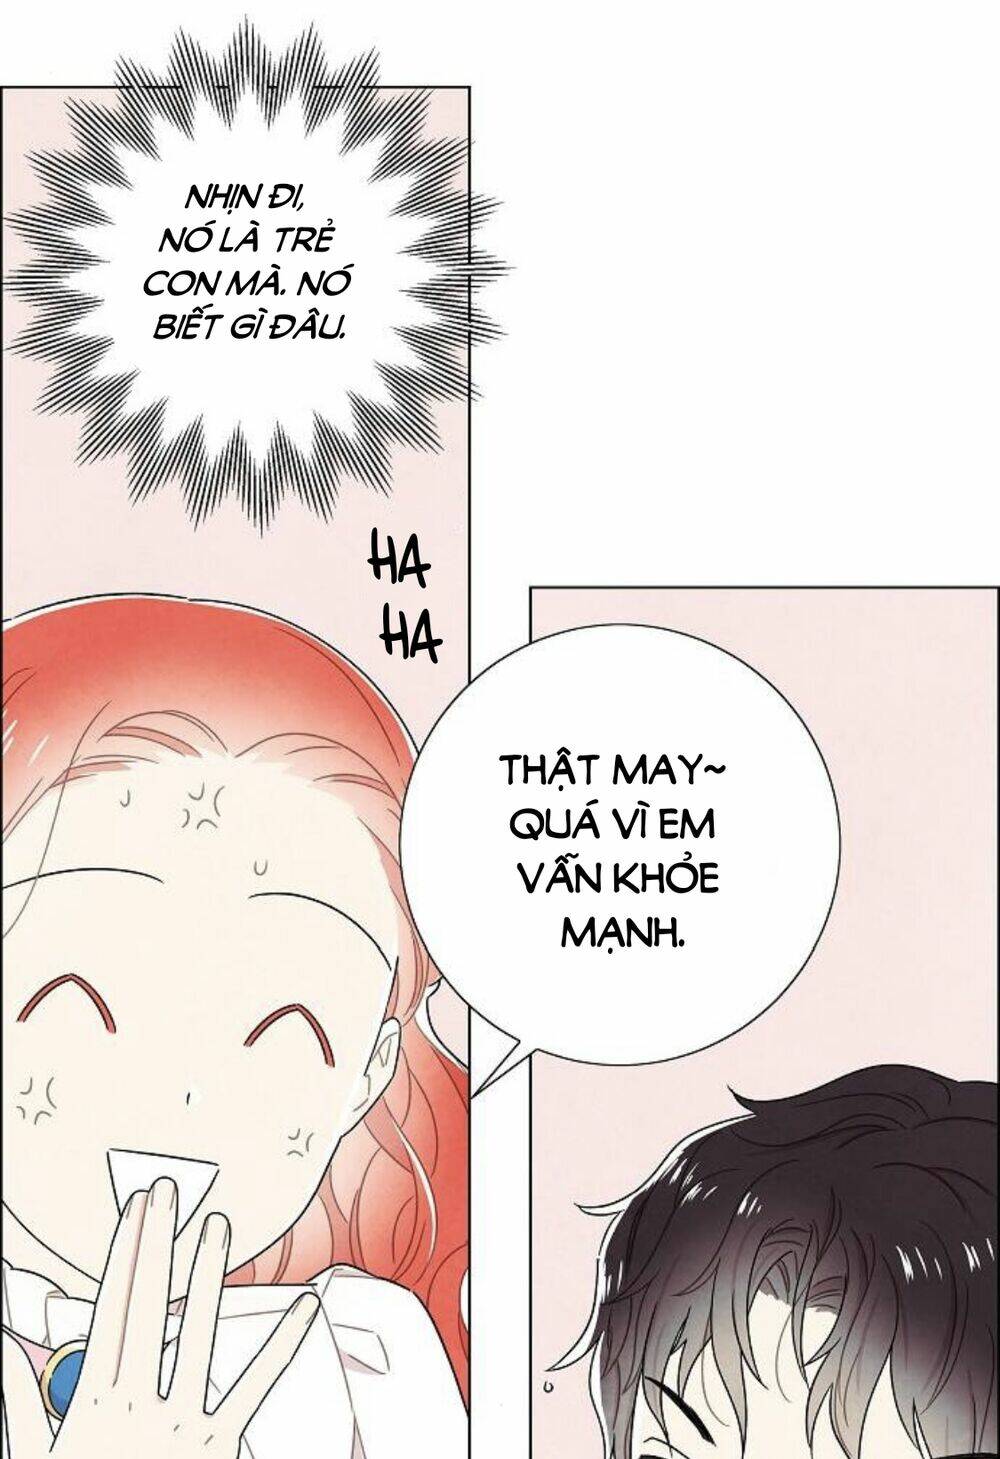 NHỊN ĐI,
NÓ LÀ TRẺ
CON MÀ. NÓ
BIẾT GÌ ĐÂU.
HA
HA
THẬT MAY~
QUÁ VÌ EM
VẪN KHỎE
MẠNH.